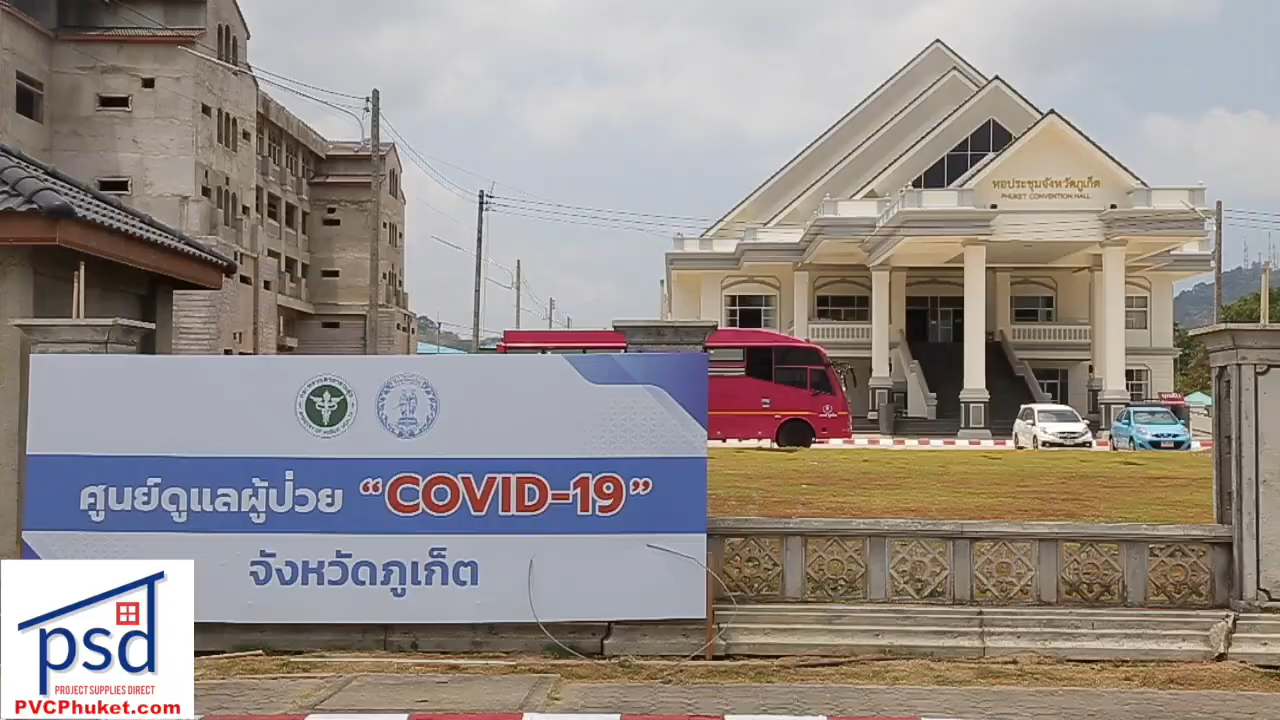 หอประชุมจังหวัดภูเก็ต
PHUKET CONVENTION HALL
ศูนย์ดูแลผู้ป่วย “COVID-19”
จังหวัดภูเก็ต
psd
PROJECT SUPPLIES DIRECT
PVCPhuket.com